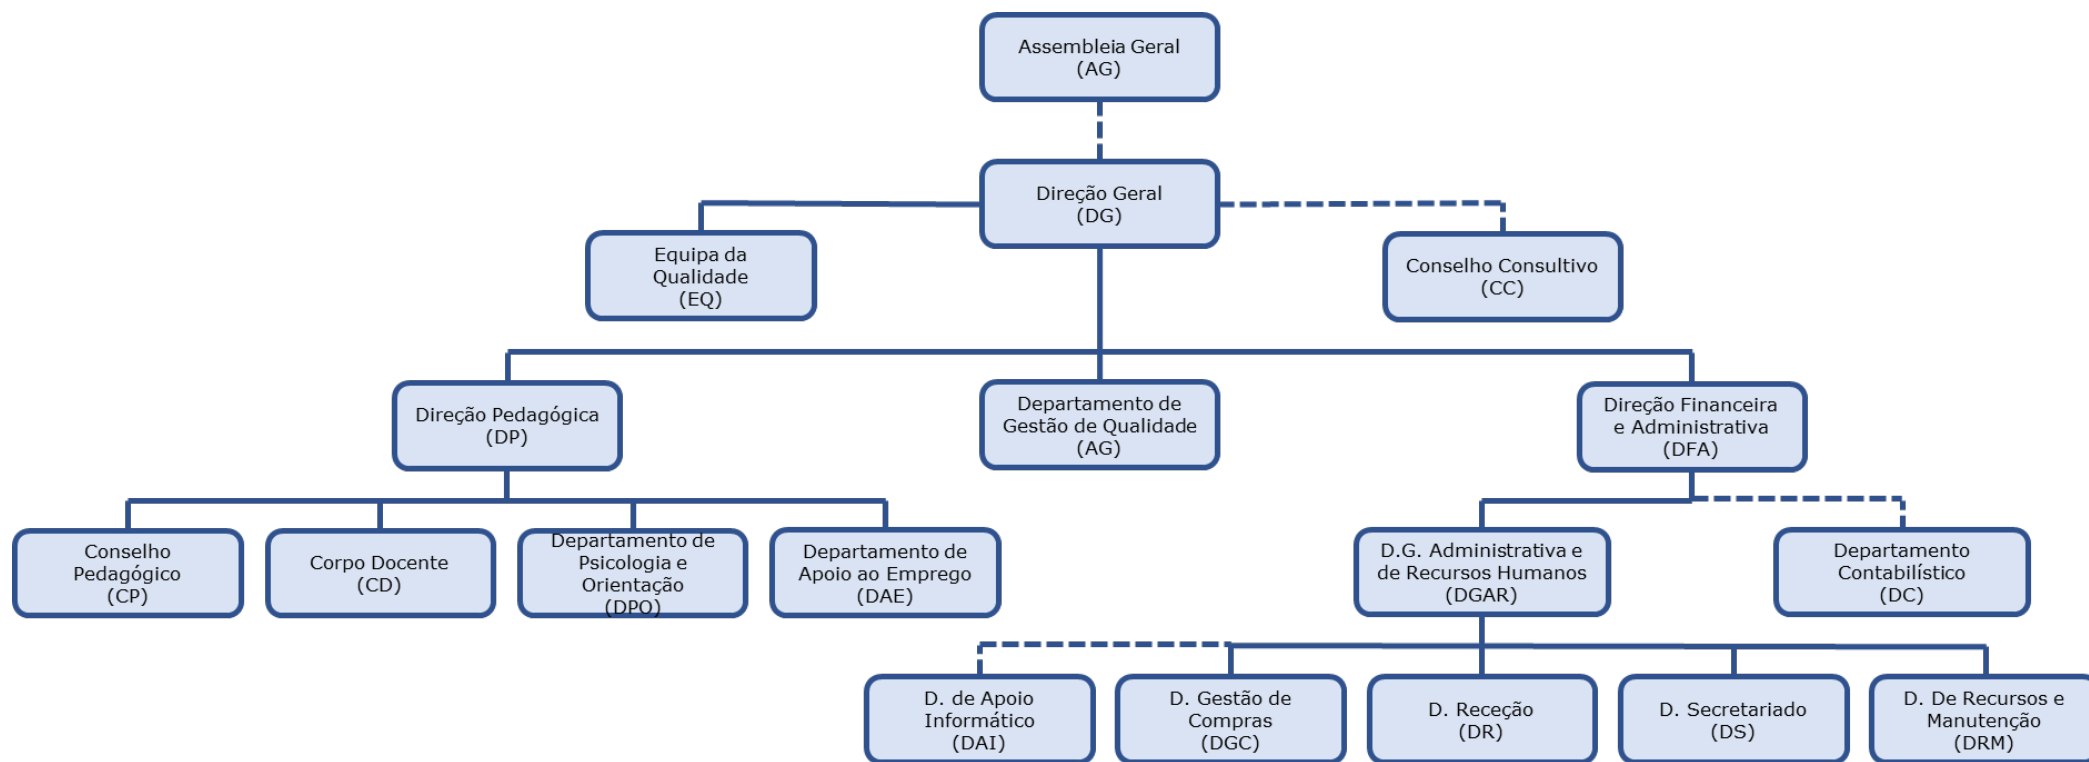 Assembleia Geral
(AG)
Direção Geral
(DG)
Equipa da
Qualidade
(EQ)
Conselho Consultivo
(CC)
Direção Pedagógica
(DP)
Departamento de
Gestão de Qualidade
(AG)
Direção Financeira
e Administrativa
(DFA)
Conselho
Pedagógico
(CP)
Corpo Docente
(CD)
Departamento de
Psicologia e
Orientação
(DPO)
Departamento de
Apoio ao Emprego
(DAE)
D.G. Administrativa e
de Recursos Humanos
(DGAR)
Departamento
Contabilístico
(DC)
D. de Apoio
Informático
(DAI)
D. Gestão de
Compras
(DGC)
D. Receção
(DR)
D. Secretariado
(DS)
D. De Recursos e
Manutenção
(DRM)